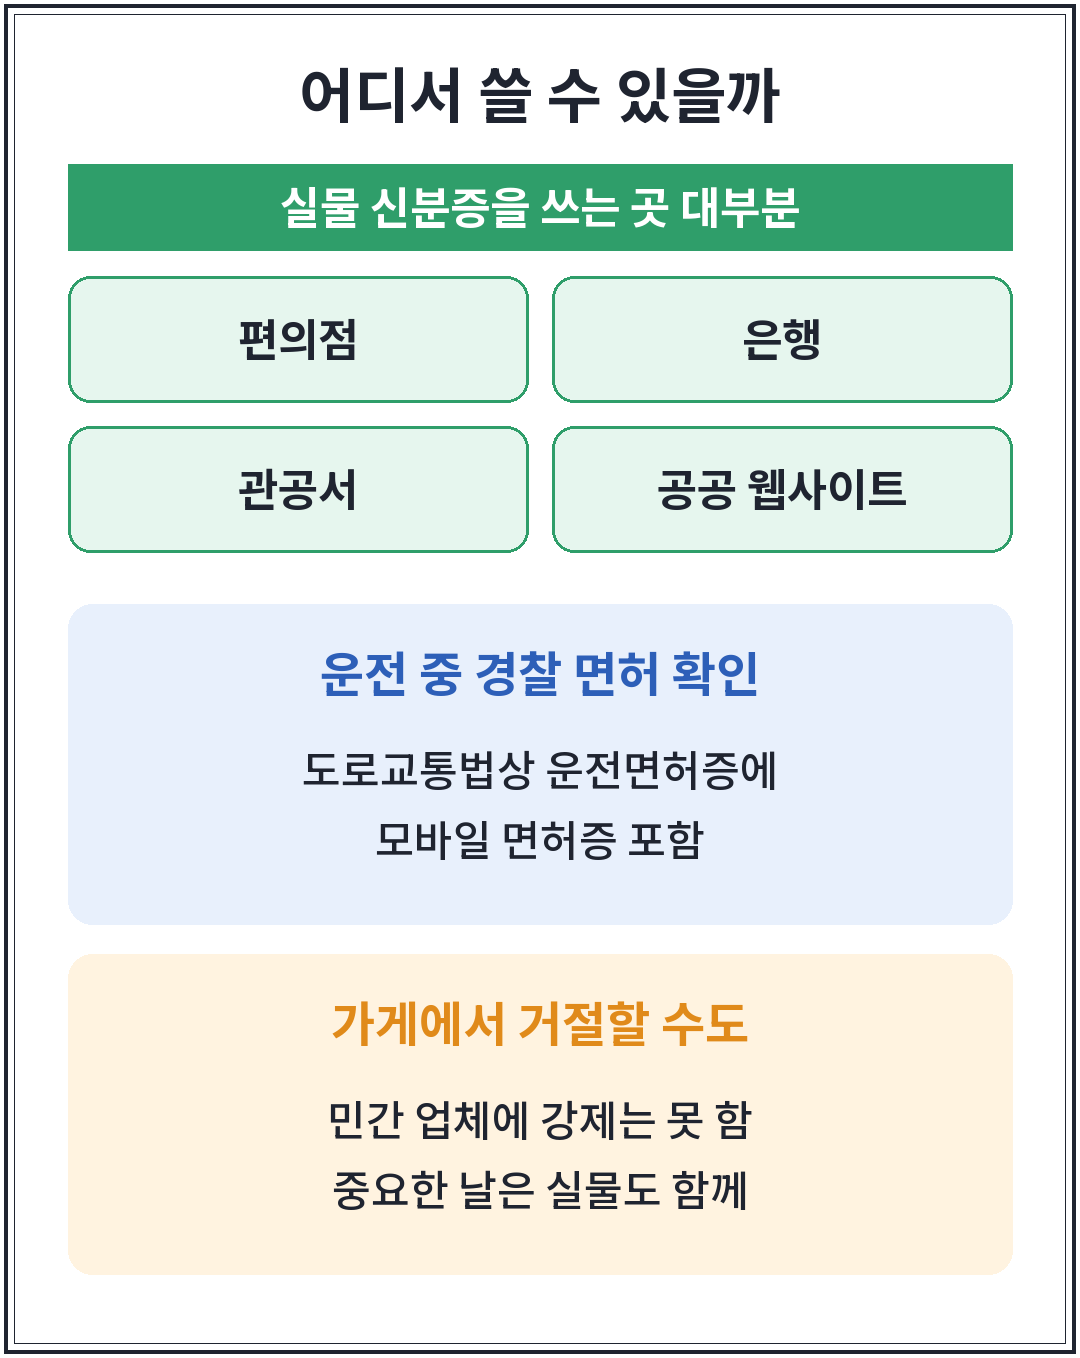 어디서 쓸 수 있을까
실물 신분증을 쓰는 곳 대부분
편의점
은행
관공서
공공 웹사이트
운전 중 경찰 면허 확인
도로교통법상 운전면허증에
모바일 면허증 포함
가게에서 거절할 수도
민간 업체에 강제는 못 함
중요한 날은 실물도 함께